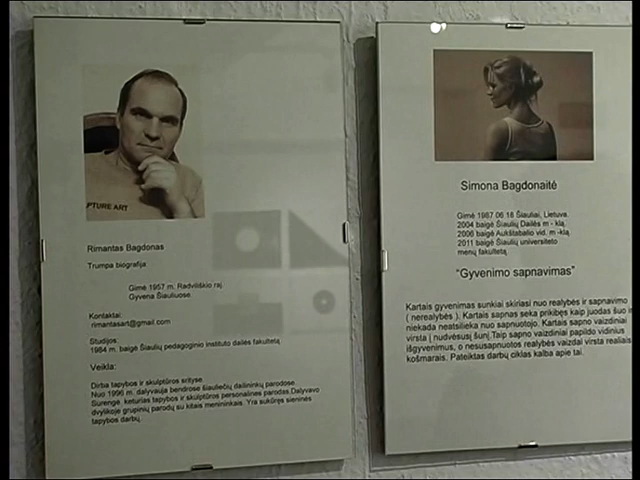 PTURE ART
Rimantas Bagdonas
Trumpa biografija:
Gimė 1957 m. Radviliškio raj.
Gyvena Šiauliuose.
Kontaktai:
rimantasart@gmail.com
Studijos:
1984 m. baigė Šiaulių pedagoginio instituto dailės fakultetą
Veikla:
Dirba tapybos ir skulptūros srityse.
Nuo 1996 m. dalyvauja bendrose šiauliečių dailininkų parodose.
Surengė keturias tapybos ir skulptūros personalines parodas.Dalyvavo
dvylikoje grupinių parodų su kitais menininkais. Yra sukūręs sieninės
tapybos darbų.
Simona Bagdonaitė
Gimė 1987 06 18 Šiauliai, Lietuva.
2004 baigė Šiaulių Dailės m - klą.
2006 baigė Aukštabalio vid. m -klą.
2011 baigė Šiaulių universiteto
menų fakultetą.
“Gyvenimo sapnavimas”
Kartais gyvenimas sunkiai skiriasi nuo realybės ir sapnavimo
( nerealybės ). Kartais sapnas seka prikibęs kaip juodas šuo ir
niekada neatsilieka nuo sapnuotojo. Kartais sapno vaizdiniai
virsta į nudvėsusį šunį.Taip sapno vaizdiniai papildo vidinius
išgyvenimus, o nesusapnuotos realybės vaizdai virsta realiais
košmarais. Pateiktas darbų ciklas kalba apie tai.